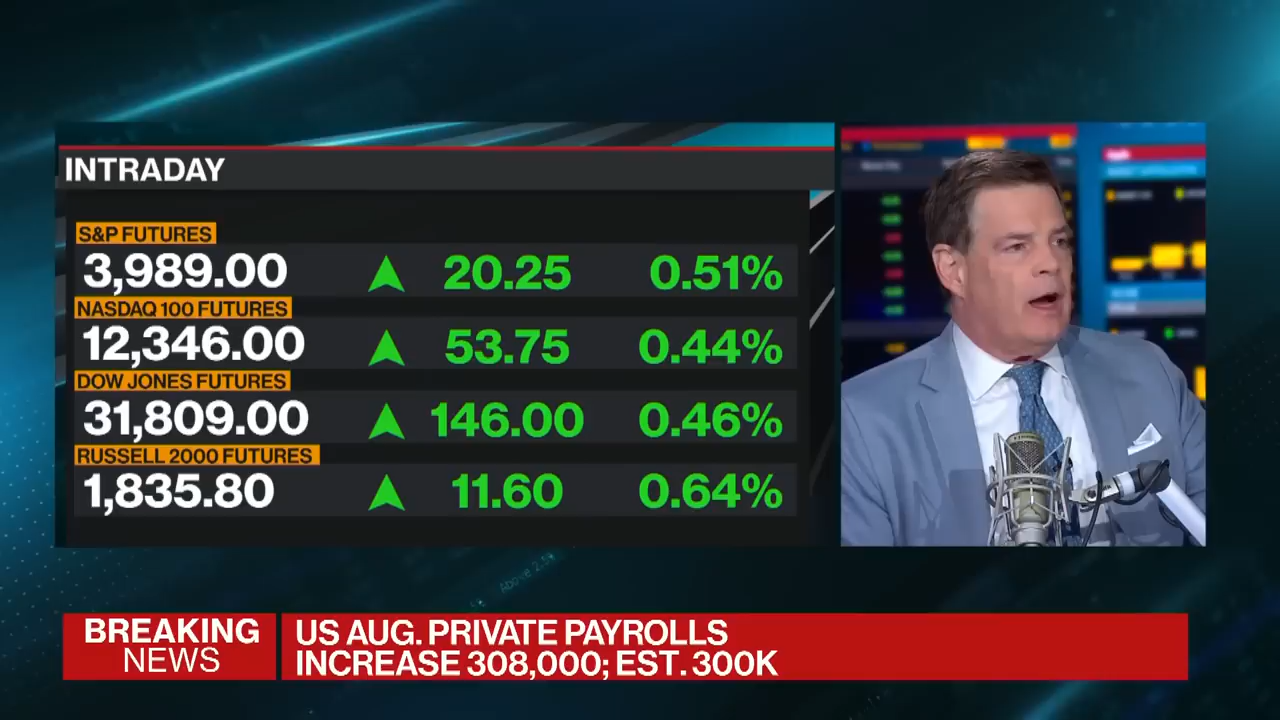 INTRADAY
S&P FUTURES
3,989.00 20.25 0.51%
NASDAQ 100 FUTURES
12,346.00 53.75 0.44%
DOW JONES FUTURES
31,809.00 146.00 0.46%
RUSSELL 2000 FUTURES
1,835.80 11.60 0.64%
BREAKING
NEWS
US AUG. PRIVATE PAYROLLS
INCREASE 308,000; EST. 300K